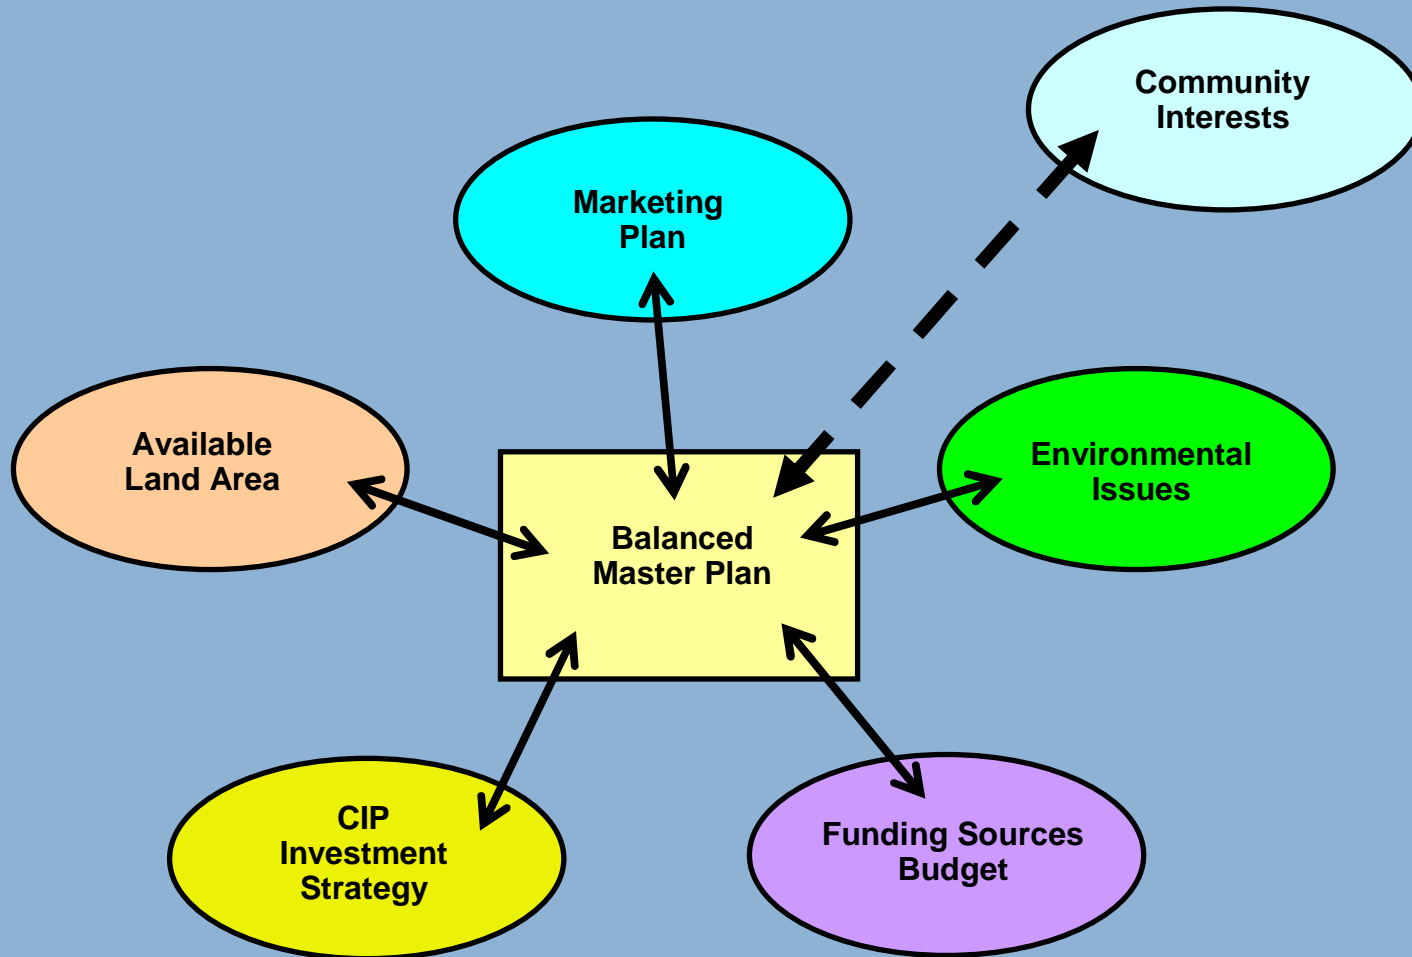 Community
Interests
Marketing
Plan
Available
Land Area
Environmental
Issues
Balanced
Master Plan
CIP
Investment
Strategy
Funding Sources
Budget